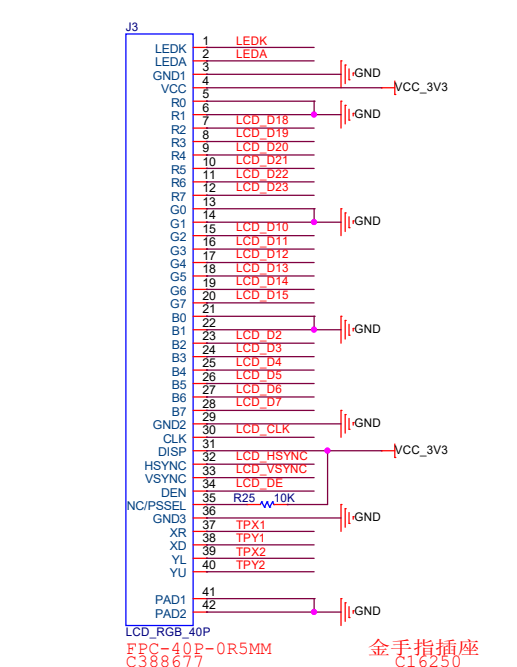 J3
LEDK 1 LEDK
LEDA 2 LEDA
GND1 3 GND
VCC 4 VCC_3V3
R0 5
R1 6 GND
R2 7 LCD_D18
R3 8 LCD_D19
R4 9 LCD_D20
R5 10 LCD_D21
R6 11 LCD_D22
R7 12 LCD_D23
G0 13
G1 14 GND
G2 15 LCD_D10
G3 16 LCD_D11
G4 17 LCD_D12
G5 18 LCD_D13
G6 19 LCD_D14
G7 20 LCD_D15
B0 21
B1 22 GND
B2 23 LCD_D2
B3 24 LCD_D3
B4 25 LCD_D4
B5 26 LCD_D5
B6 27 LCD_D6
B7 28 LCD_D7
GND2 29 GND
CLK 30 LCD_CLK
DISP 31 VCC_3V3
HSYNC 32 LCD_HSYNC
VSYNC 33 LCD_VSYNC
DEN 34 LCD_DE
NC/PSSEL 35 R25 10K
GND3 36 GND
XR 37 TPX1
XD 38 TPY1
YL 39 TPX2
YU 40 TPY2
PAD1 41
PAD2 42 GND
LCD_RGB_40P
FPC-40P-0R5MM 金手指插座
C388677 C16250